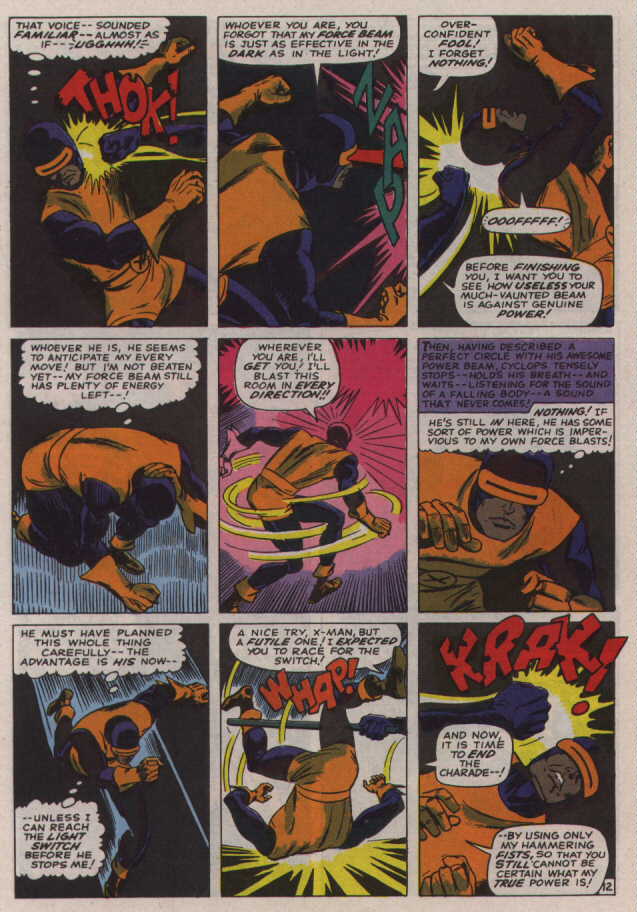 THAT VOICE--SOUNDED
FAMILIAR--ALMOST AS
IF---UGGHHH!--
THOK!
WHOEVER YOU ARE, YOU
FORGOT THAT MY FORCE BEAM
IS JUST AS EFFECTIVE IN THE
DARK AS IN THE LIGHT!
ZZAP
OVER-
CONFIDENT
FOOL! I
FORGET
NOTHING!
OOOFFFFF!
BEFORE FINISHING
YOU, I WANT YOU TO
SEE HOW USELESS YOUR
MUCH-VAUNTED BEAM
IS AGAINST GENUINE
POWER!
WHOEVER HE IS, HE SEEMS
TO ANTICIPATE MY EVERY
MOVE! BUT I'M NOT BEATEN
YET--MY FORCE BEAM STILL
HAS PLENTY OF ENERGY
LEFT--!
WHEREVER
YOU ARE, I'LL
GET YOU! I'LL
BLAST THIS
ROOM IN EVERY
DIRECTION!!
THEN, HAVING DESCRIBED A
PERFECT CIRCLE WITH HIS AWESOME
POWER BEAM, CYCLOPS TENSELY
STOPS--HOLDS HIS BREATH--AND
WAITS--LISTENING FOR THE SOUND
OF A FALLING BODY--A SOUND
THAT NEVER COMES!
NOTHING! IF
HE'S STILL IN HERE, HE HAS SOME
SORT OF POWER WHICH IS IMPER-
VIOUS TO MY OWN FORCE BLASTS!
HE MUST HAVE PLANNED
THIS WHOLE THING
CAREFULLY--THE
ADVANTAGE IS HIS NOW--
--UNLESS I
CAN REACH
THE LIGHT
SWITCH
BEFORE HE
STOPS ME!
A NICE TRY, X-MAN, BUT
A FUTILE ONE! I EXPECTED
YOU TO RACE FOR THE
SWITCH!
WHAP!
KRAK!
AND NOW,
IT IS TIME
TO END
THE
CHARADE--!
--BY USING ONLY
MY HAMMERING
FISTS, SO THAT YOU
STILL CANNOT BE
CERTAIN WHAT MY
TRUE POWER IS!
12